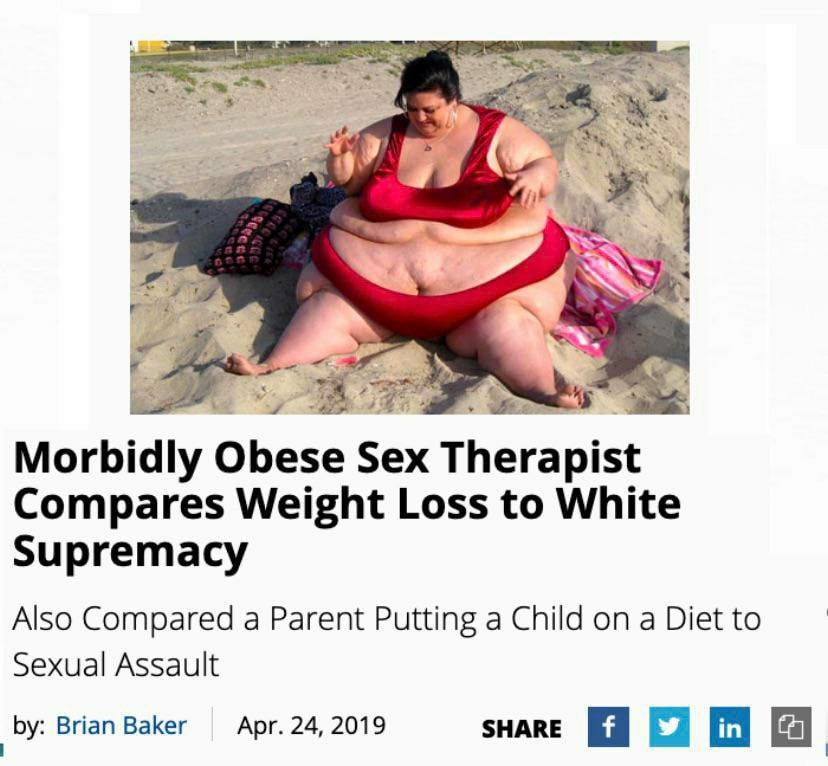 Morbidly Obese Sex Therapist
Compares Weight Loss to White
Supremacy
Also Compared a Parent Putting a Child on a Diet to
Sexual Assault
by: Brian Baker
Apr. 24, 2019
SHARE
f
in